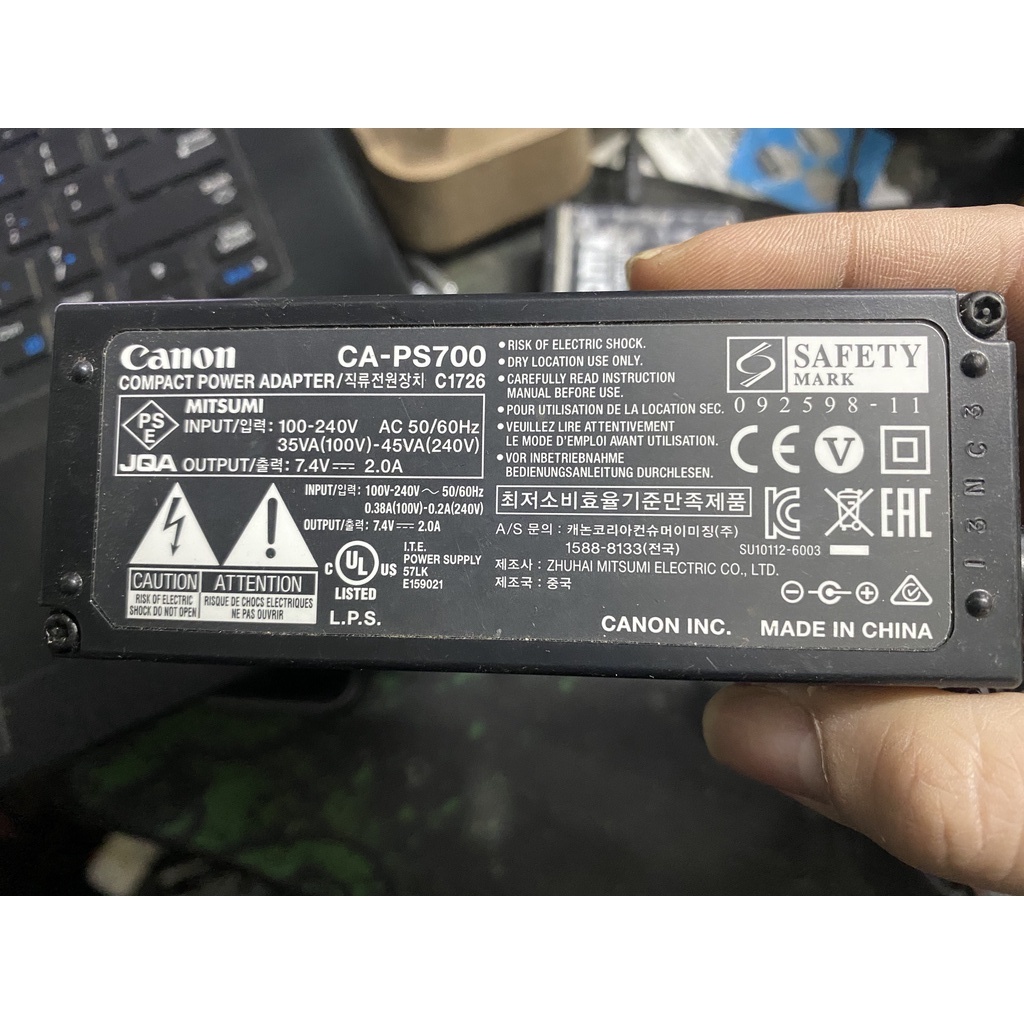 Canon CA-PS700
COMPACT POWER ADAPTER/직류전원장치 C1726
PS
E
MITSUMI
INPUT/입력: 100-240V AC 50/60Hz
35VA(100V)-45VA(240V)
JQA OUTPUT/출력: 7.4V ⎓ 2.0A
INPUT/입력: 100V-240V ～ 50/60Hz
0.38A(100V)-0.2A(240V)
OUTPUT/출력: 7.4V ⎓ 2.0A
CAUTION
RISK OF ELECTRIC
SHOCK DO NOT OPEN
ATTENTION
RISQUE DE CHOCS ELECTRIQUES
NE PAS OUVRIR
C UL US
LISTED
L.P.S.
I.T.E.
POWER SUPPLY
57LK
E159021
• RISK OF ELECTRIC SHOCK.
• DRY LOCATION USE ONLY.
• CAREFULLY READ INSTRUCTION
MANUAL BEFORE USE.
• POUR UTILISATION DE LA LOCATION SEC.
• VEUILLEZ LIRE ATTENTIVEMENT
LE MODE D'EMPLOI AVANT UTILISATION.
• VOR INBETRIEBNAHME
BEDIENUNGSANLEITUNG DURCHLESEN.
최저소비효율기준만족제품
A/S 문의 : 캐논코리아컨슈머이미징(주)
1588-8133(전국)
제조사 : ZHUHAI MITSUMI ELECTRIC CO., LTD.
제조국 : 중국
SAFETY
MARK
092598-11
CE V
EAC
SU10112-6003
CANON INC. MADE IN CHINA